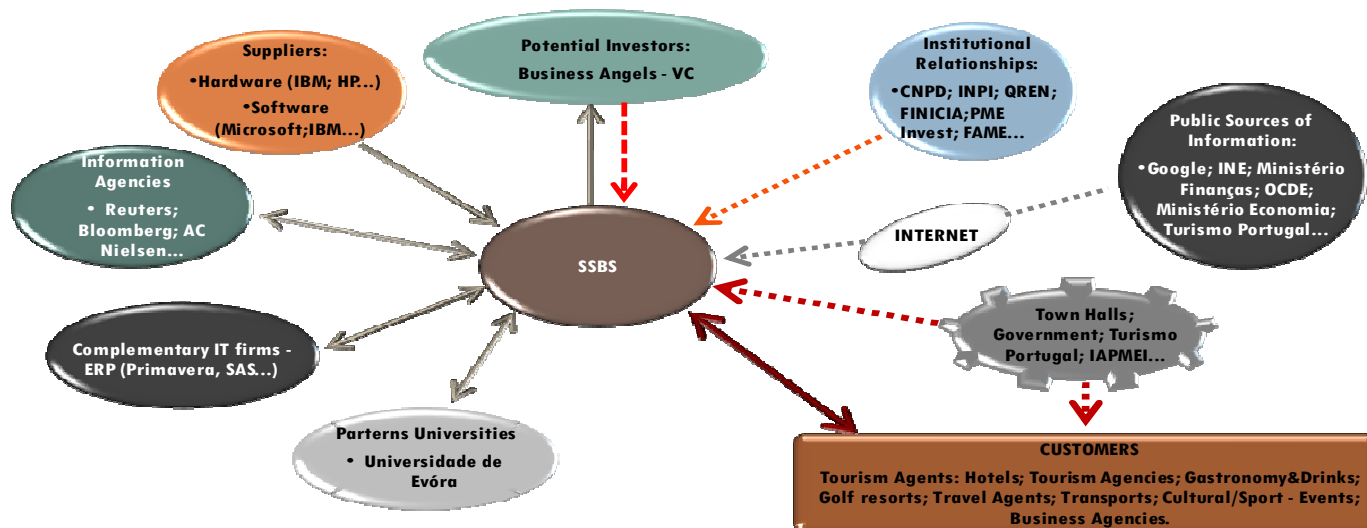 Suppliers:
•Hardware (IBM; HP...)
•Software
(Microsoft;IBM...)
Potential Investors:
Business Angels - VC
Institutional
Relationships:
•CNPD; INPI; QREN;
FINICIA;PME
Invest; FAME...
Public Sources of
Information:
•Google; INE; Ministério
Finanças; OCDE;
Ministério Economia;
Turismo Portugal...
Information
Agencies
• Reuters;
Bloomberg; AC
Nielsen...
INTERNET
SSBS
Town Halls;
Government; Turismo
Portugal; IAPMEI...
Complementary IT firms -
ERP (Primavera, SAS...)
Parterns Universities
• Universidade de
Evóra
CUSTOMERS
Tourism Agents: Hotels; Tourism Agencies; Gastronomy&Drinks;
Golf resorts; Travel Agents; Transports; Cultural/Sport - Events;
Business Agencies.